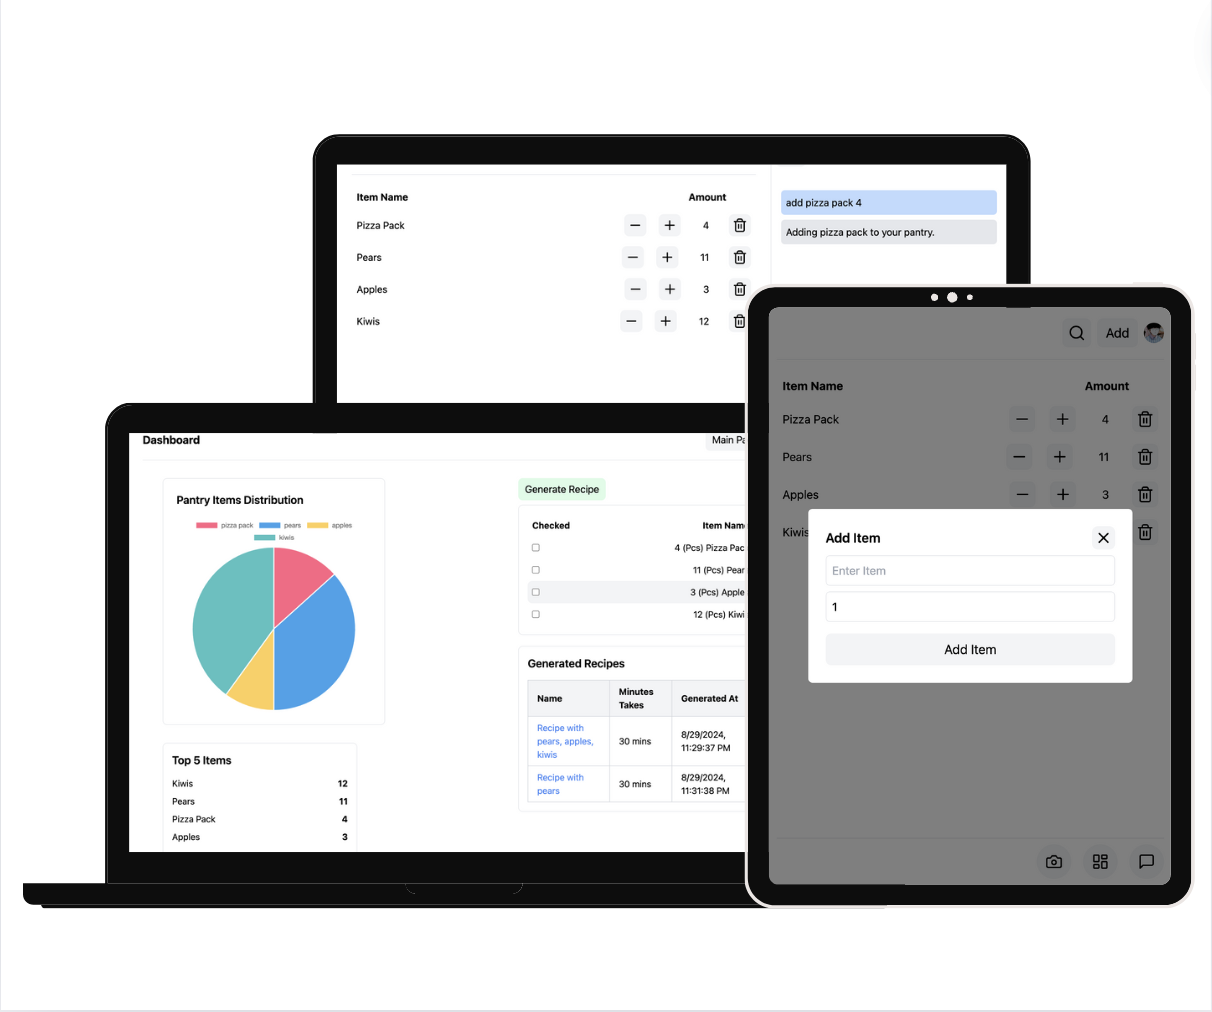 Item Name Amount
Pizza Pack 4
Pears 11
Apples 3
Kiwis 12
add pizza pack 4
Adding pizza pack to your pantry.
Dashboard
Main Pa
Pantry Items Distribution
pizza pack pears apples
kiwis
Top 5 Items
Kiwis 12
Pears 11
Pizza Pack 4
Apples 3
Generate Recipe
Checked Item Name
4 (Pcs) Pizza Pac
11 (Pcs) Pear
3 (Pcs) Apple
12 (Pcs) Kiwi
Generated Recipes
Name Minutes Takes Generated At
Recipe with pears, apples, kiwis 30 mins 8/29/2024, 11:29:37 PM
Recipe with pears 30 mins 8/29/2024, 11:31:38 PM
Add
Item Name Amount
Pizza Pack 4
Pears 11
Apples 3
Kiwis
Add Item
Enter Item
1
Add Item